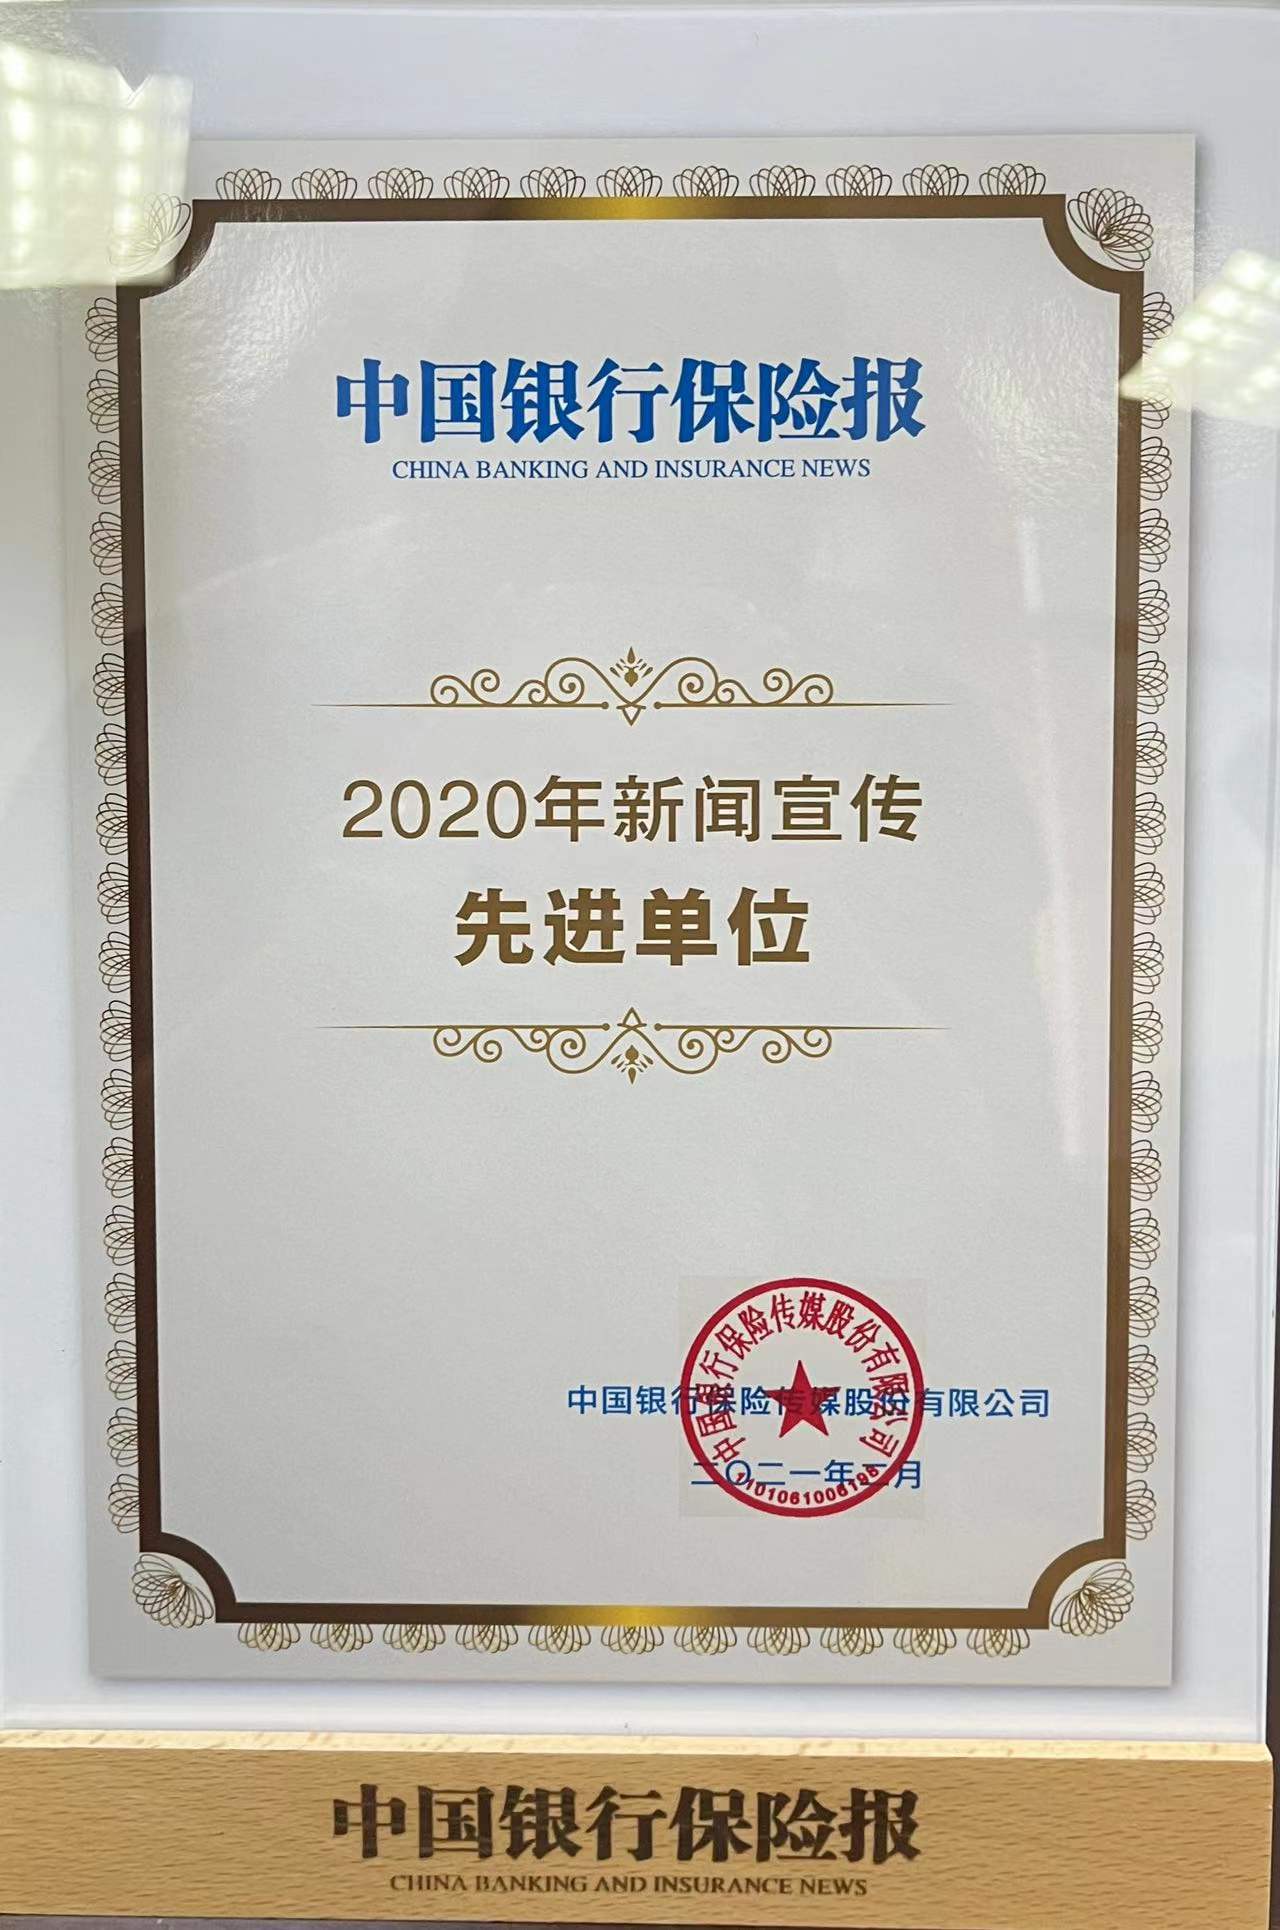 中国银行保险报
CHINA BANKING AND INSURANCE NEWS
2020年新闻宣传
先进单位
中国银行保险传媒股份有限公司
中国银行保险传媒股份有限公司
二〇二一年二月
中国银行保险报
CHINA BANKING AND INSURANCE NEWS